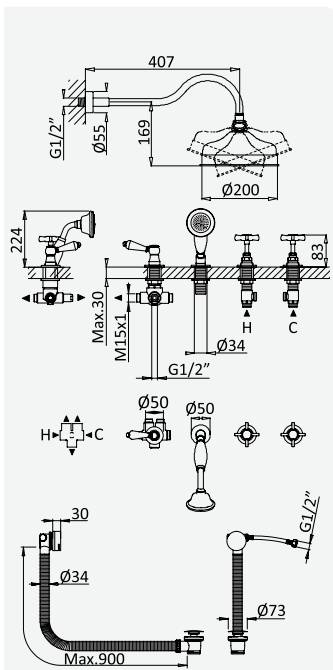 407
G1/2”
Ø55
169
Ø200
224
Max.30
M15x1
83
Ø34
H
C
G1/2”
Ø50
Ø50
H
C
30
G1/2”
Ø34
Ø73
Max.900